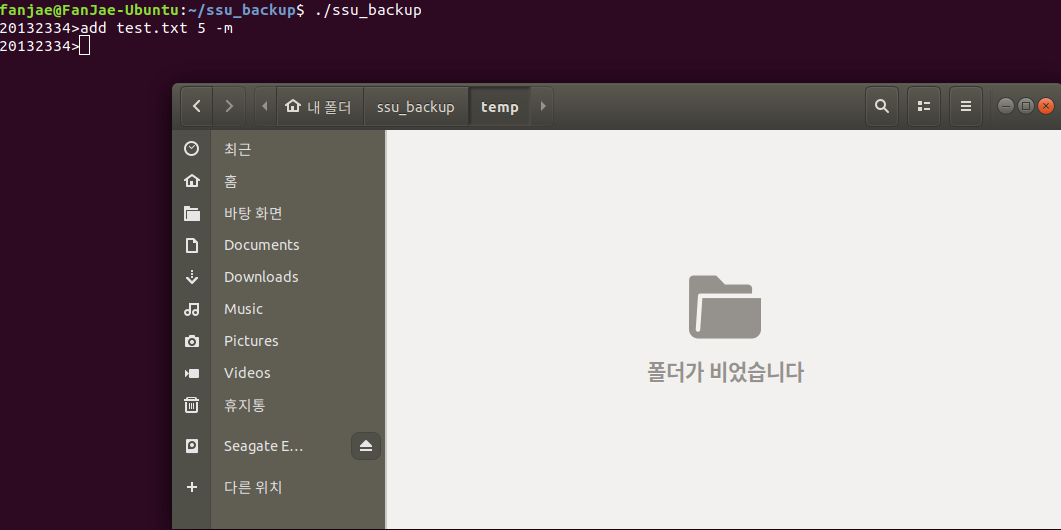 fanjae@FanJae-Ubuntu:~/ssu_backup$ ./ssu_backup
20132334>add test.txt 5 -m
20132334>
내 폴더
ssu_backup
temp
최근
홈
바탕 화면
Documents
Downloads
Music
Pictures
Videos
휴지통
Seagate E...
다른 위치
폴더가 비었습니다